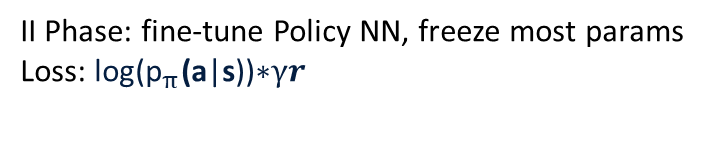 II Phase: fine-tune Policy NN, freeze most params
Loss: log(pπ(a|s))*γr